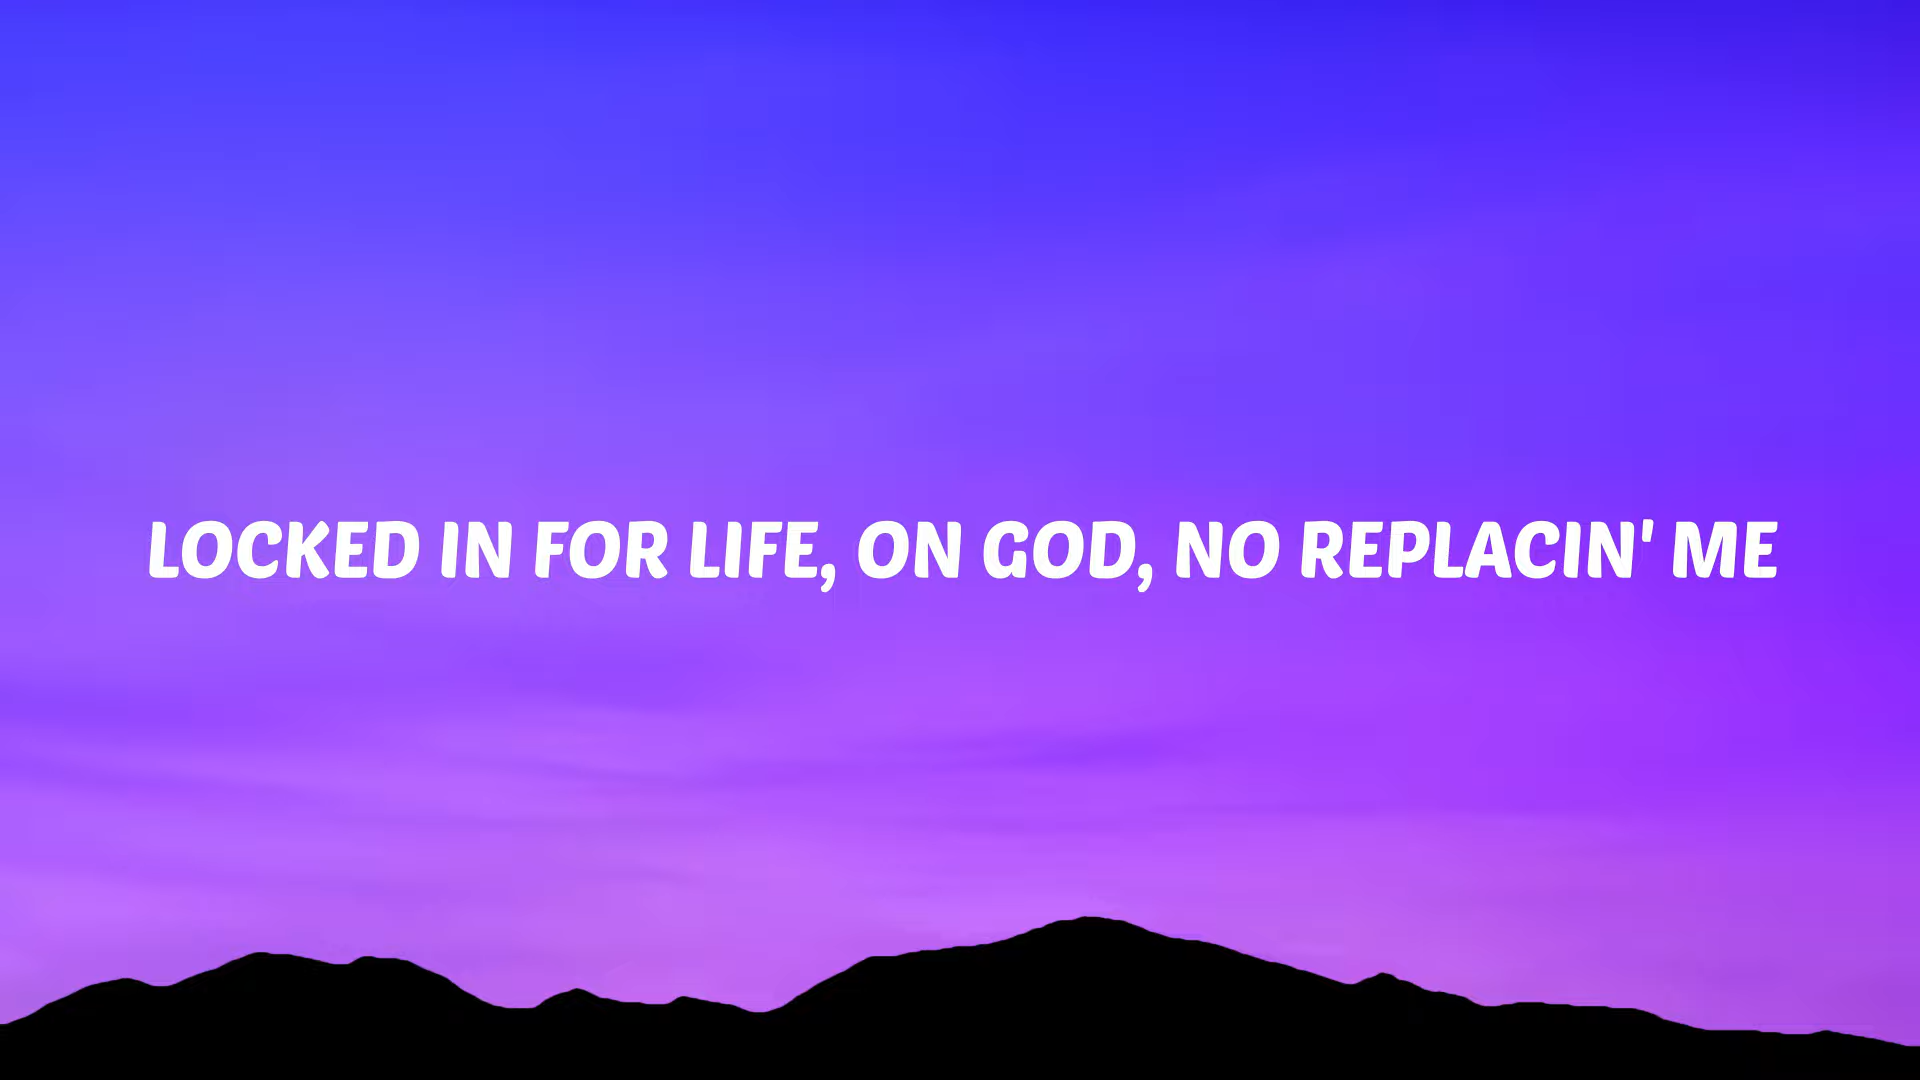 LOCKED IN FOR LIFE, ON GOD, NO REPLACIN' ME